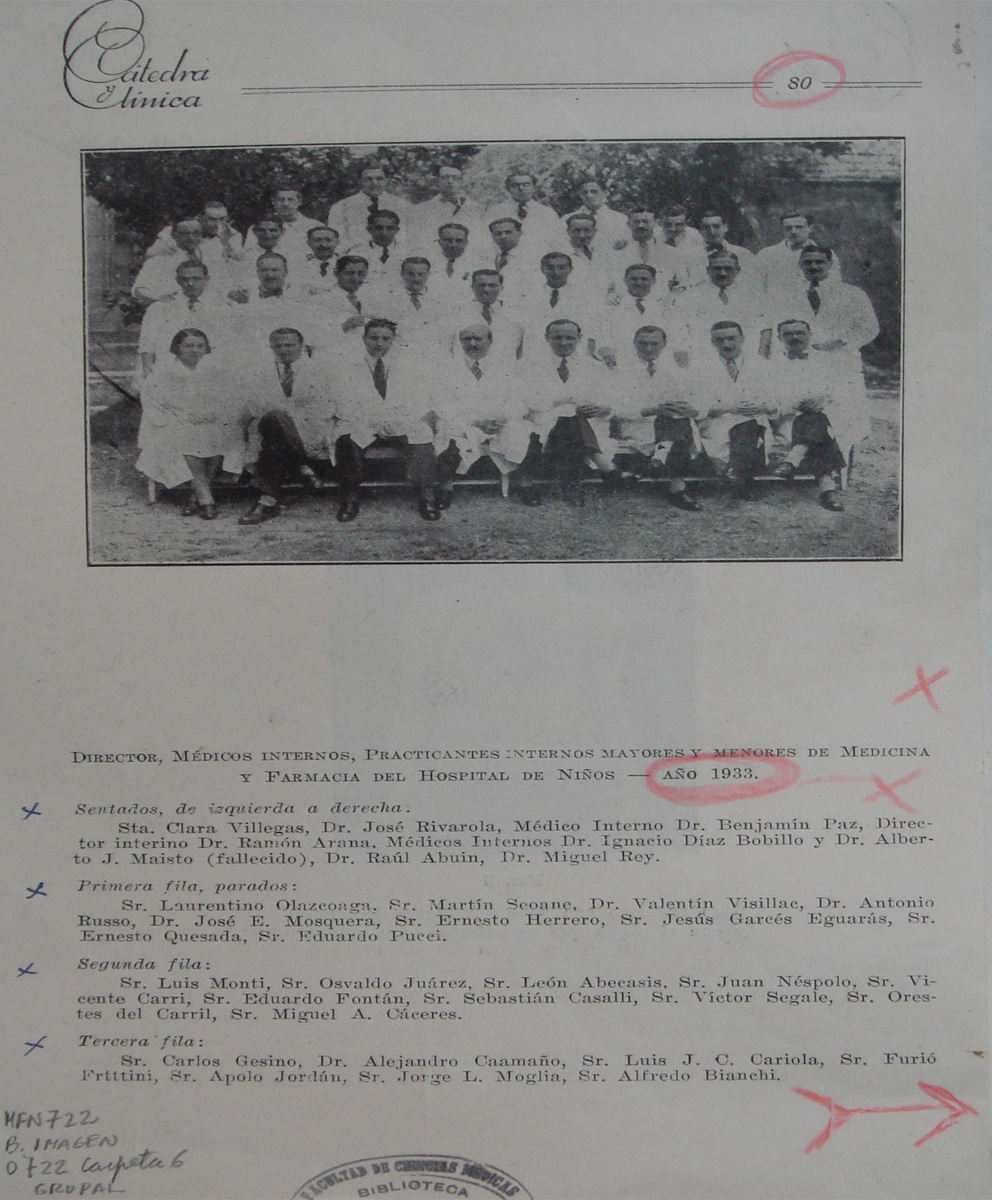 Cátedra
y Clínica
80
DIRECTOR, MÉDICOS INTERNOS, PRACTICANTES INTERNOS MAYORES Y MENORES DE MEDICINA
Y FARMACIA DEL HOSPITAL DE NIÑOS — AÑO 1933.
Sentados, de izquierda a derecha:
Sta. Clara Villegas, Dr. José Rivarola, Médico Interno Dr. Benjamín Paz, Direc-
tor interino Dr. Ramón Arana, Médicos Internos Dr. Ignacio Díaz Bobillo y Dr. Alber-
to J. Maisto (fallecido), Dr. Raúl Abuin, Dr. Miguel Rey.
Primera fila, parados:
Sr. Laurentino Olazcoaga, Sr. Martín Seoane, Dr. Valentín Visillac, Dr. Antonio
Russo, Dr. José E. Mosquera, Sr. Ernesto Herrero, Sr. Jesús Garcés Eguarás, Sr.
Ernesto Quesada, Sr. Eduardo Pucci.
Segunda fila:
Sr. Luis Monti, Sr. Osvaldo Juárez, Sr. León Abecasis, Sr. Juan Néspolo, Sr. Vi-
cente Carri, Sr. Eduardo Fontán, Sr. Sebastián Casalli, Sr. Víctor Segale, Sr. Ores-
tes del Carril, Sr. Miguel A. Cáceres.
Tercera fila:
Sr. Carlos Gesino, Dr. Alejandro Caamaño, Sr. Luis J. C. Cariola, Sr. Furió
Frtttini, Sr. Apolo Jordán, Sr. Jorge L. Moglia, Sr. Alfredo Bianchi.
MFN722
B. IMAGEN
0722 Carpeta 6
GRUPAL
FACULTAD DE CIENCIAS MÉDICAS
BIBLIOTECA